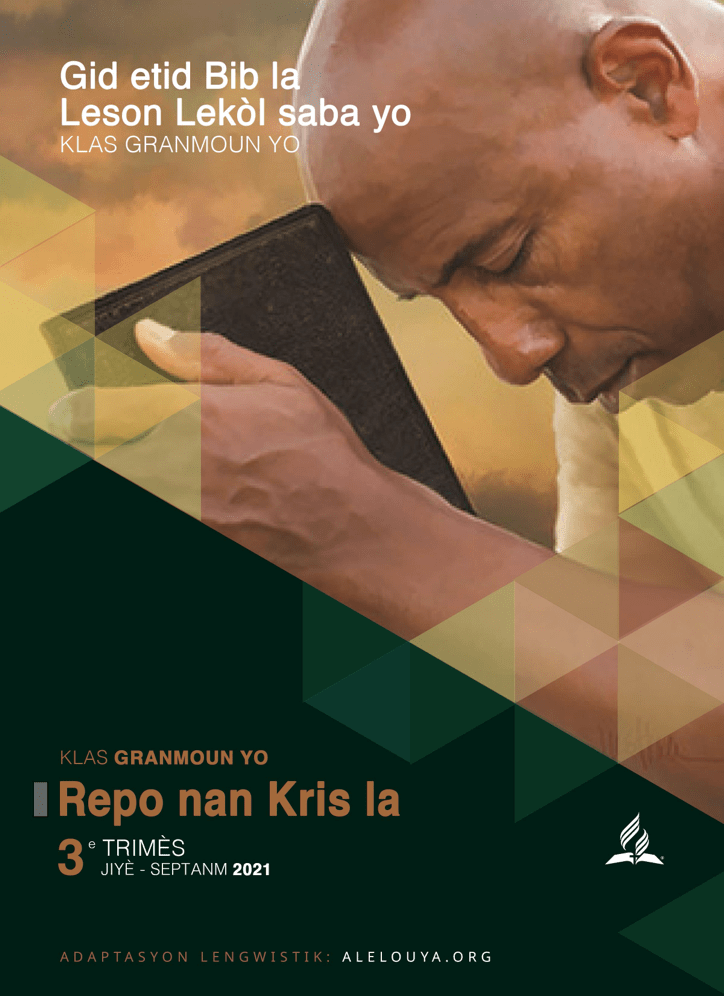 Gid etid Bib la
Leson Lekòl saba yo
KLAS GRANMOUN YO
KLAS GRANMOUN YO
Repo nan Kris la
3e TRIMÈS
JIYÈ - SEPTANM 2021
ADAPTASYON LENGWISTIK: ALELOUYA.ORG